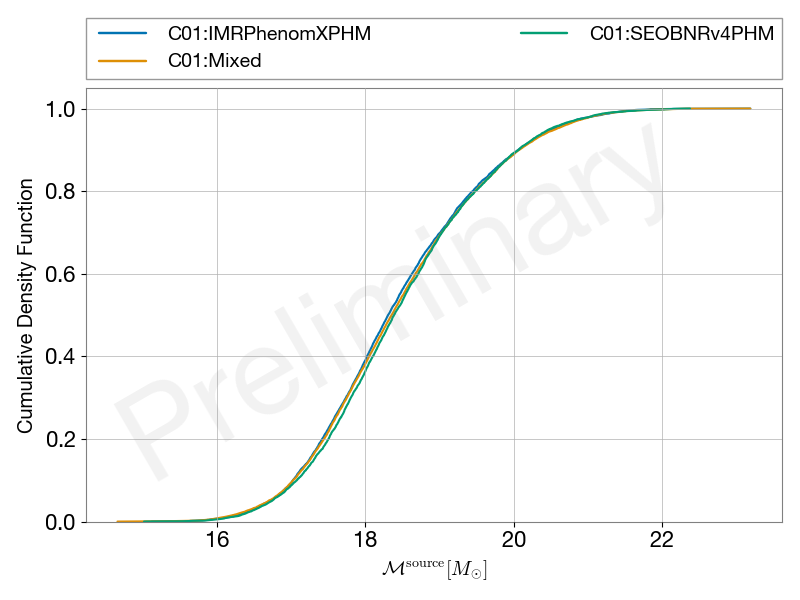 C01:IMRPhenomXPHM
C01:Mixed
C01:SEOBNRv4PHM
Preliminary
Cumulative Density Function
1.0
0.8
0.6
0.4
0.2
0.0
16
18
20
22
ℳ^source [M_⊙]